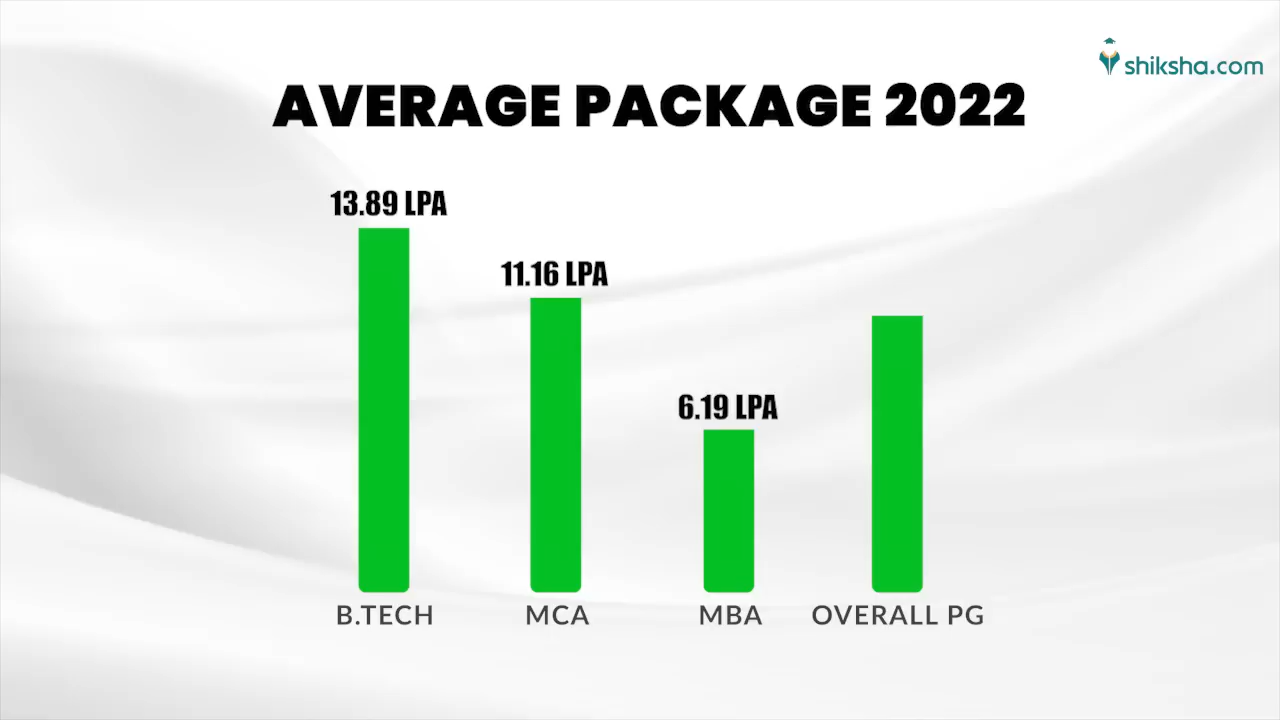 shiksha.com
AVERAGE PACKAGE 2022
13.89 LPA
11.16 LPA
6.19 LPA
B.TECH
MCA
MBA
OVERALL PG